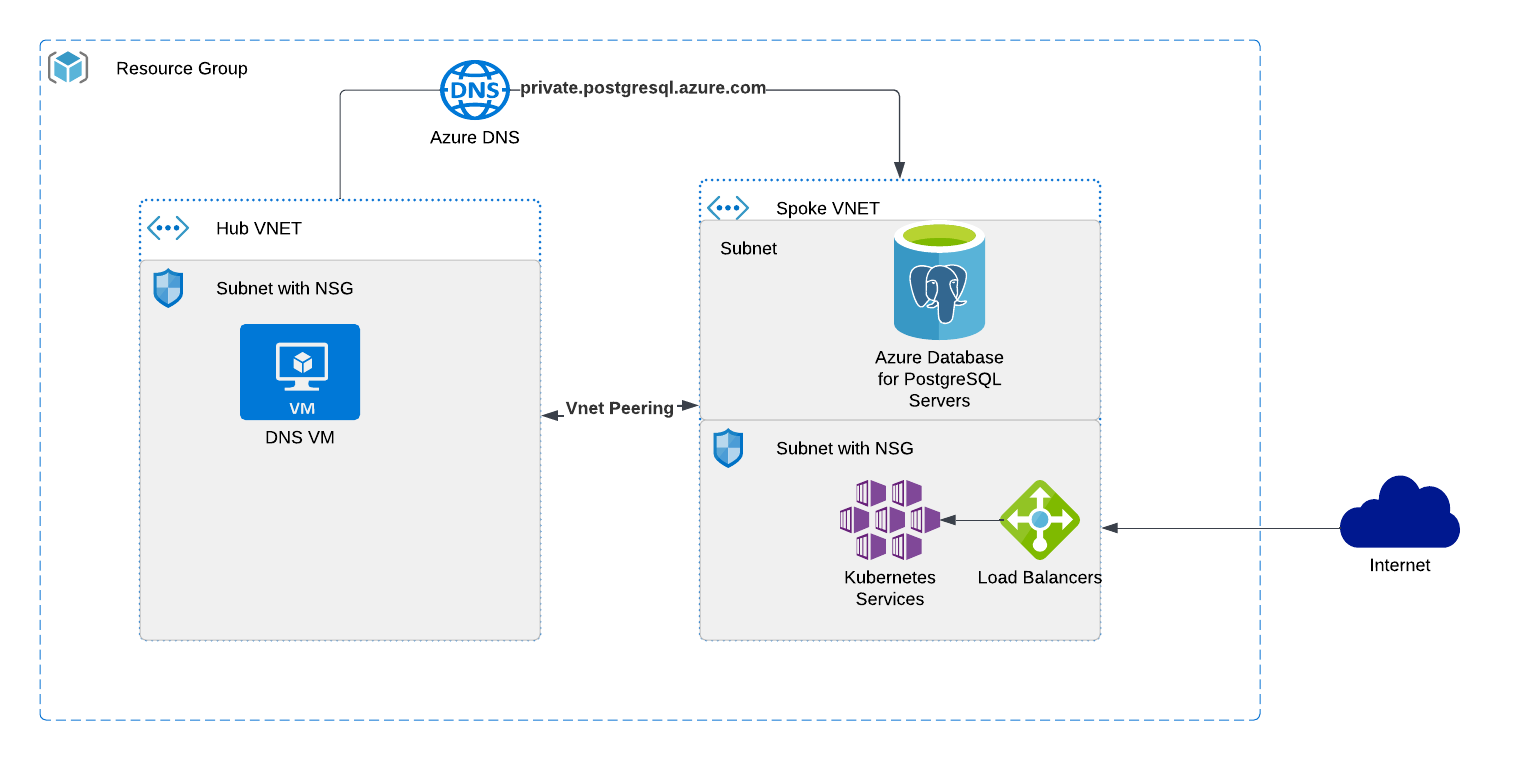 Resource Group
DNS
private.postgresql.azure.com
Azure DNS
Hub VNET
Subnet with NSG
VM
DNS VM
Vnet Peering
Spoke VNET
Subnet
Azure Database
for PostgreSQL
Servers
Subnet with NSG
Kubernetes
Services
Load Balancers
Internet